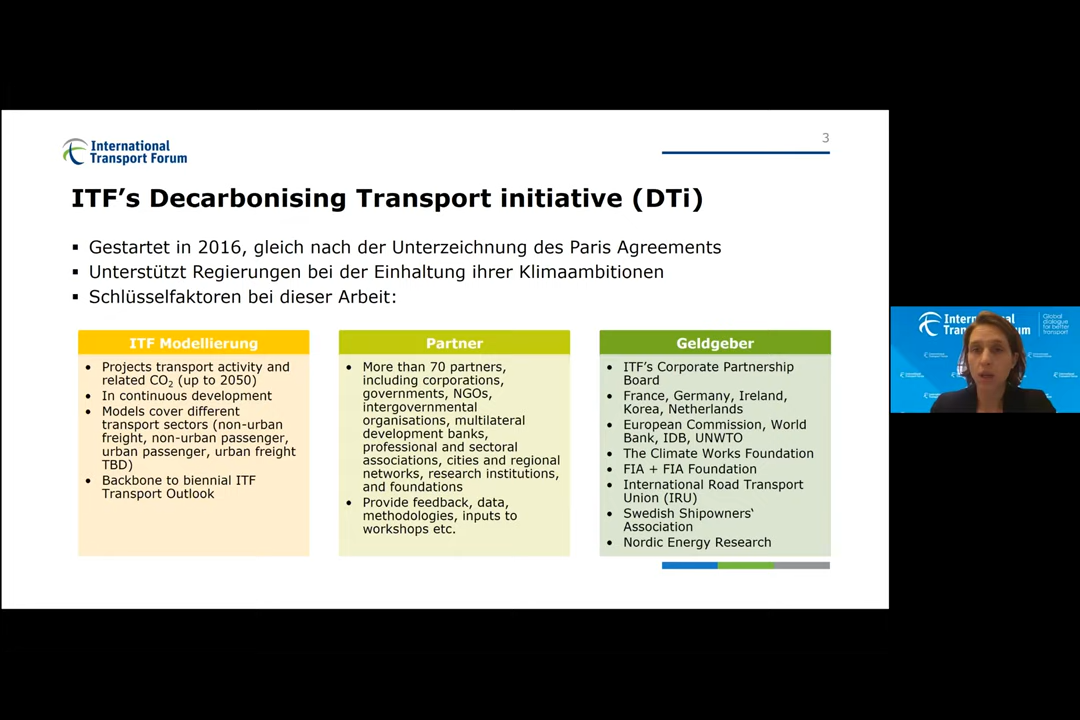 3
International
Transport Forum
ITF’s Decarbonising Transport initiative (DTi)
▪ Gestartet in 2016, gleich nach der Unterzeichnung des Paris Agreements
▪ Unterstützt Regierungen bei der Einhaltung ihrer Klimaambitionen
▪ Schlüsselfaktoren bei dieser Arbeit:
ITF Modellierung
• Projects transport activity and
related CO₂ (up to 2050)
• In continuous development
• Models cover different
transport sectors (non-urban
freight, non-urban passenger,
urban passenger, urban freight
TBD)
• Backbone to biennial ITF
Transport Outlook
Partner
• More than 70 partners,
including corporations,
governments, NGOs,
intergovernmental
organisations, multilateral
development banks,
professional and sectoral
associations, cities and regional
networks, research institutions,
and foundations
• Provide feedback, data,
methodologies, inputs to
workshops etc.
Geldgeber
• ITF’s Corporate Partnership
Board
• France, Germany, Ireland,
Korea, Netherlands
• European Commission, World
Bank, IDB, UNWTO
• The Climate Works Foundation
• FIA + FIA Foundation
• International Road Transport
Union (IRU)
• Swedish Shipowners‘
Association
• Nordic Energy Research
Global
dialogue
for better
transport